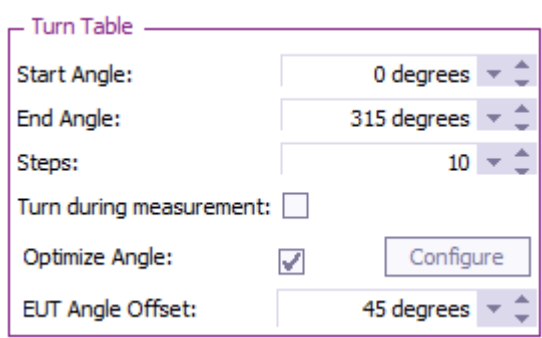 Turn Table
Start Angle: 0 degrees
End Angle: 315 degrees
Steps: 10
Turn during measurement:
Optimize Angle: Configure
EUT Angle Offset: 45 degrees